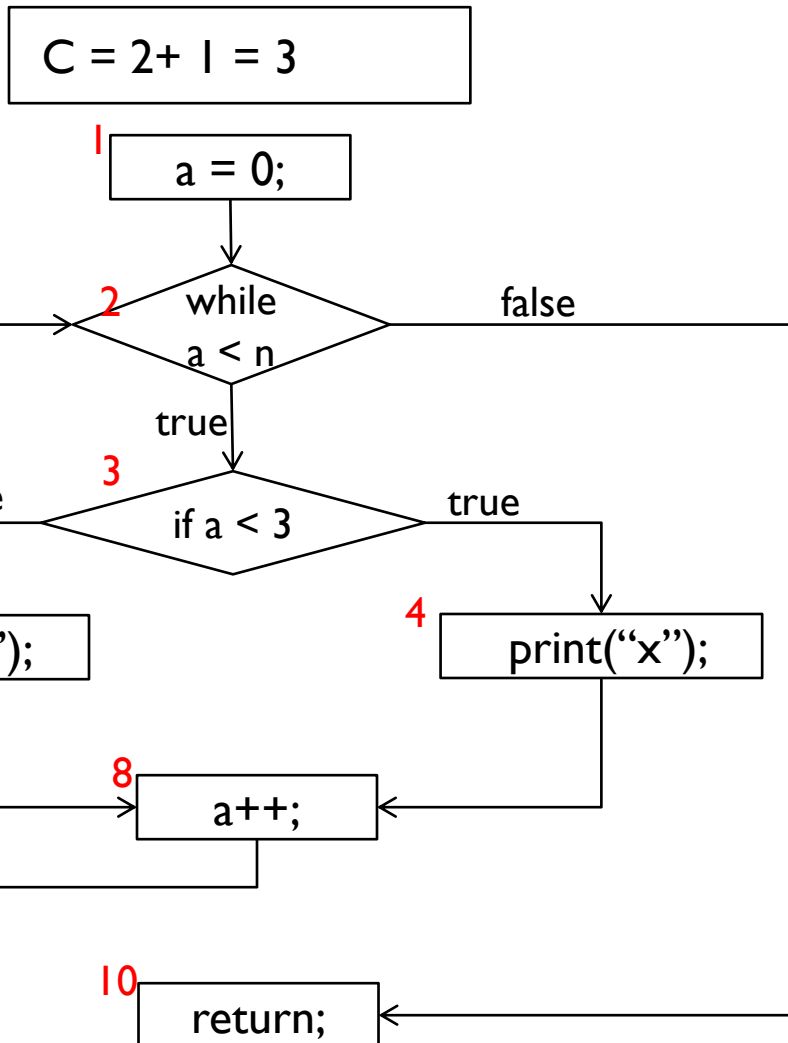 C = 2+ 1 = 3
1
a = 0;
2
while
a < n
false
true
3
if a < 3
true
4
print(“x”);
”);
8
a++;
10
return;